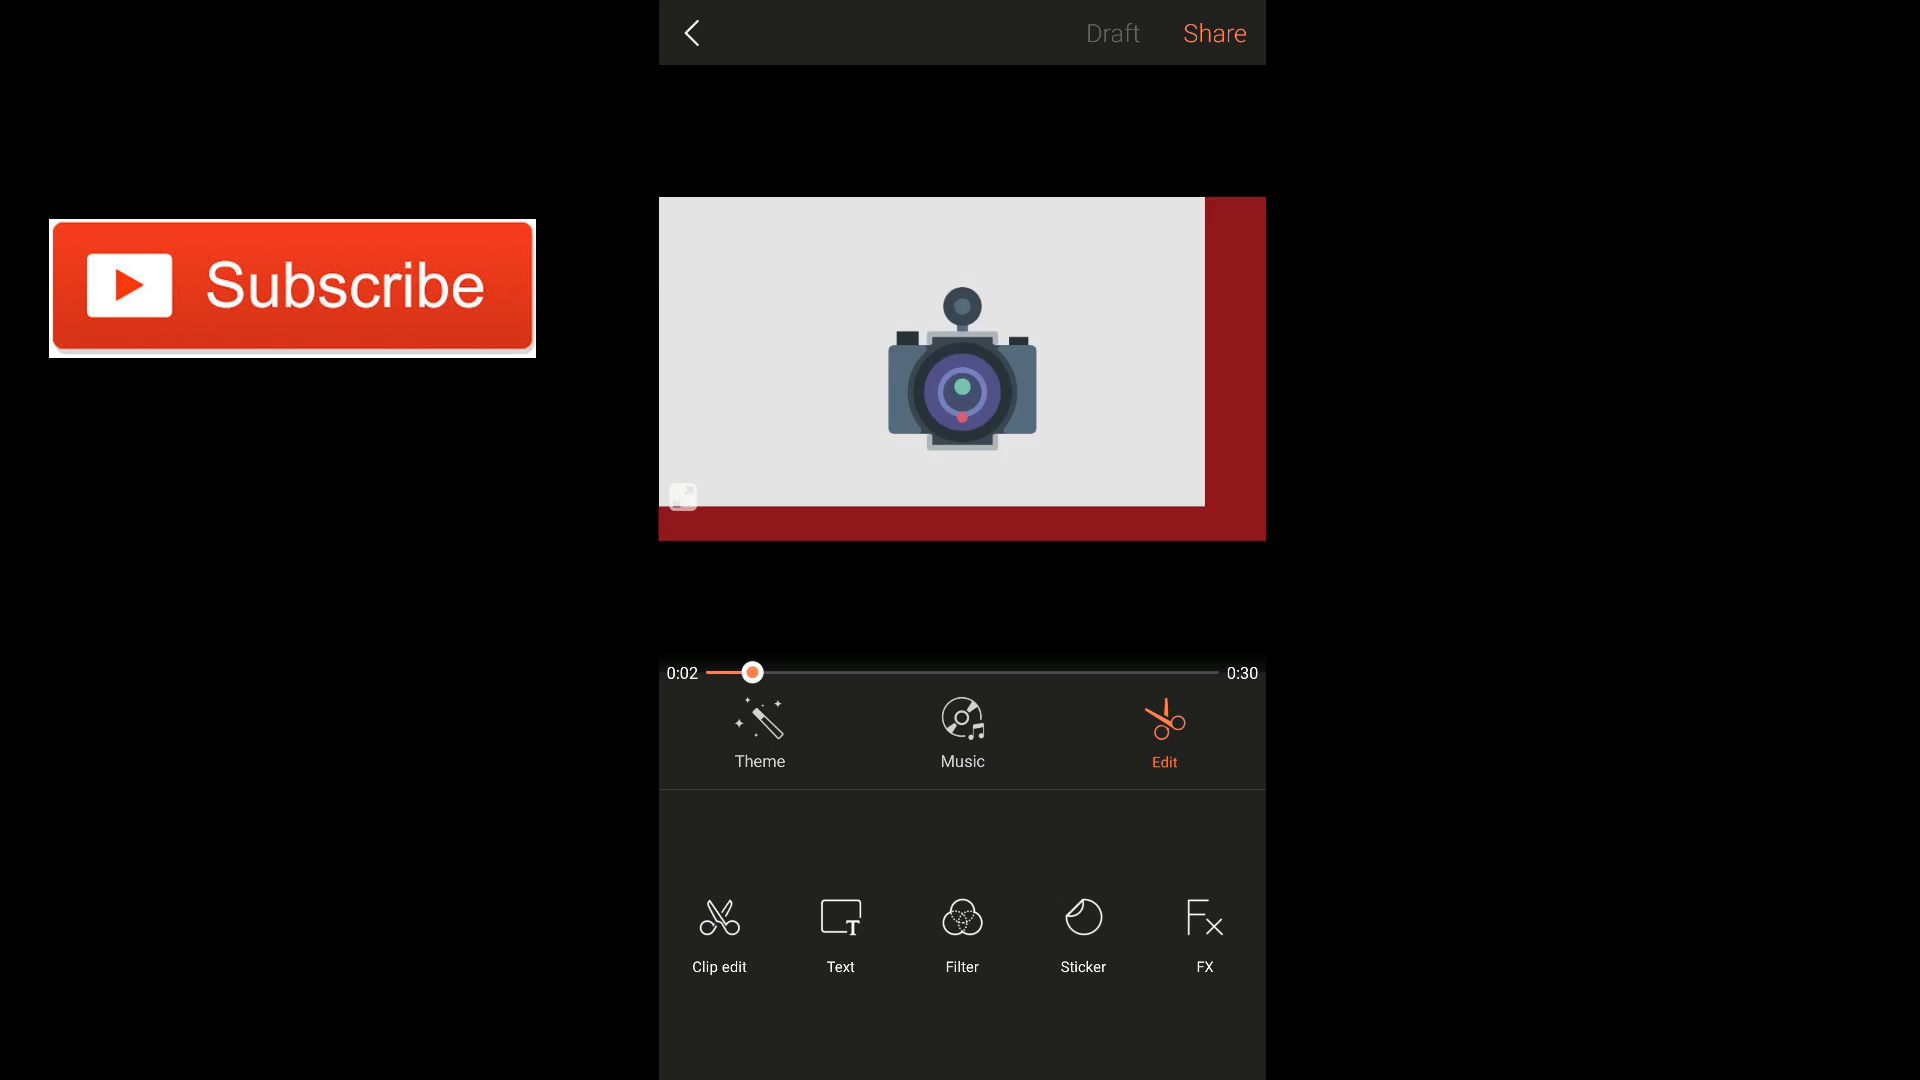 Draft Share
Subscribe
0:02 0:30
Theme Music Edit
Clip edit Text Filter Sticker FX